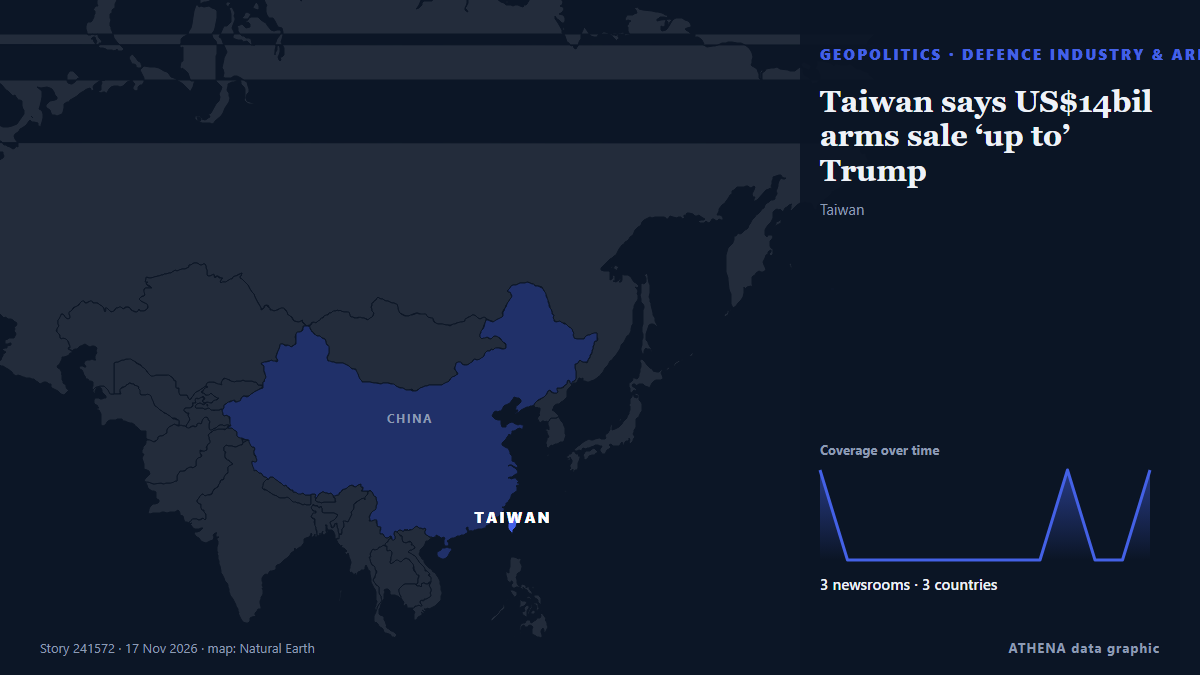 GEOPOLITICS · DEFENCE INDUSTRY &
Taiwan says US$14bil
arms sale ‘up to’
Trump
Taiwan
CHINA
TAIWAN
Coverage over time
3 newsrooms · 3 countries
Story 241572 · 17 Nov 2026 · map: Natural Earth
ATHENA data graphic